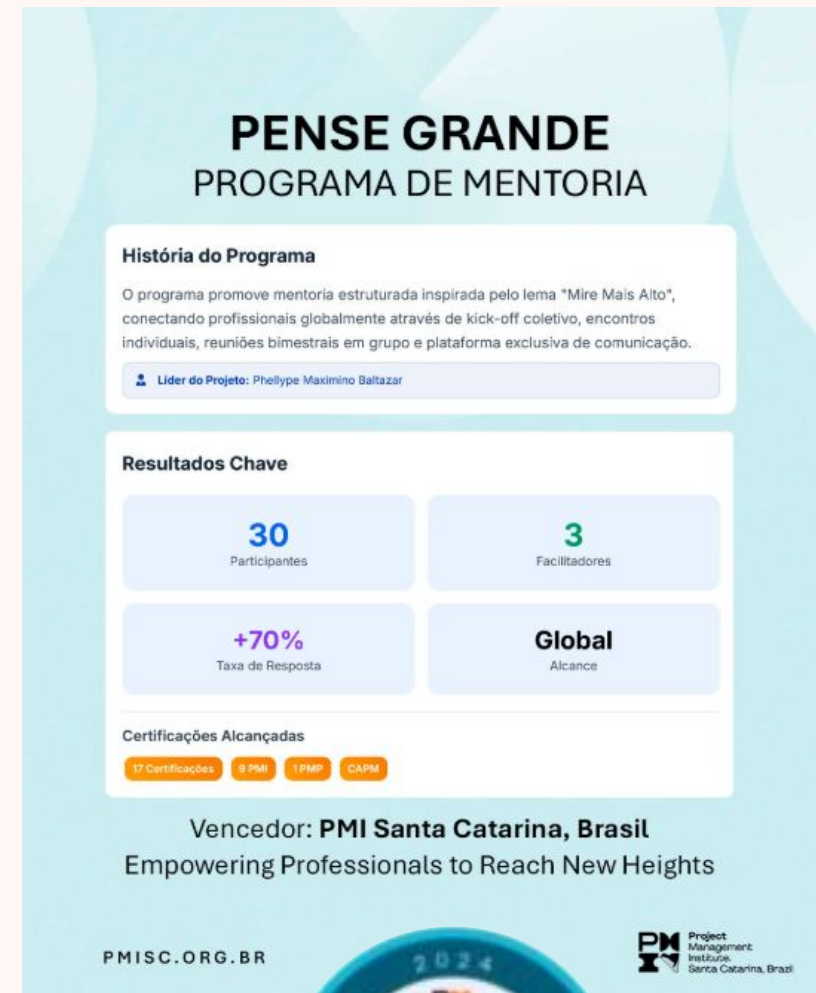 PENSE GRANDE
PROGRAMA DE MENTORIA
História do Programa
O programa promove mentoria estruturada inspirada pelo lema "Mire Mais Alto",
conectando profissionais globalmente através de kick-off coletivo, encontros
individuais, reuniões bimestrais em grupo e plataforma exclusiva de comunicação.
Líder do Projeto: Phellype Maximino Baltazar
Resultados Chave
30
Participantes
3
Facilitadores
+70%
Taxa de Resposta
Global
Alcance
Certificações Alcançadas
17 Certificações 9 PMI 1 PMP CAPM
Vencedor: PMI Santa Catarina, Brasil
Empowering Professionals to Reach New Heights
PMISC.ORG.BR
2024
Project
Management
Institute.
Santa Catarina, Brazil